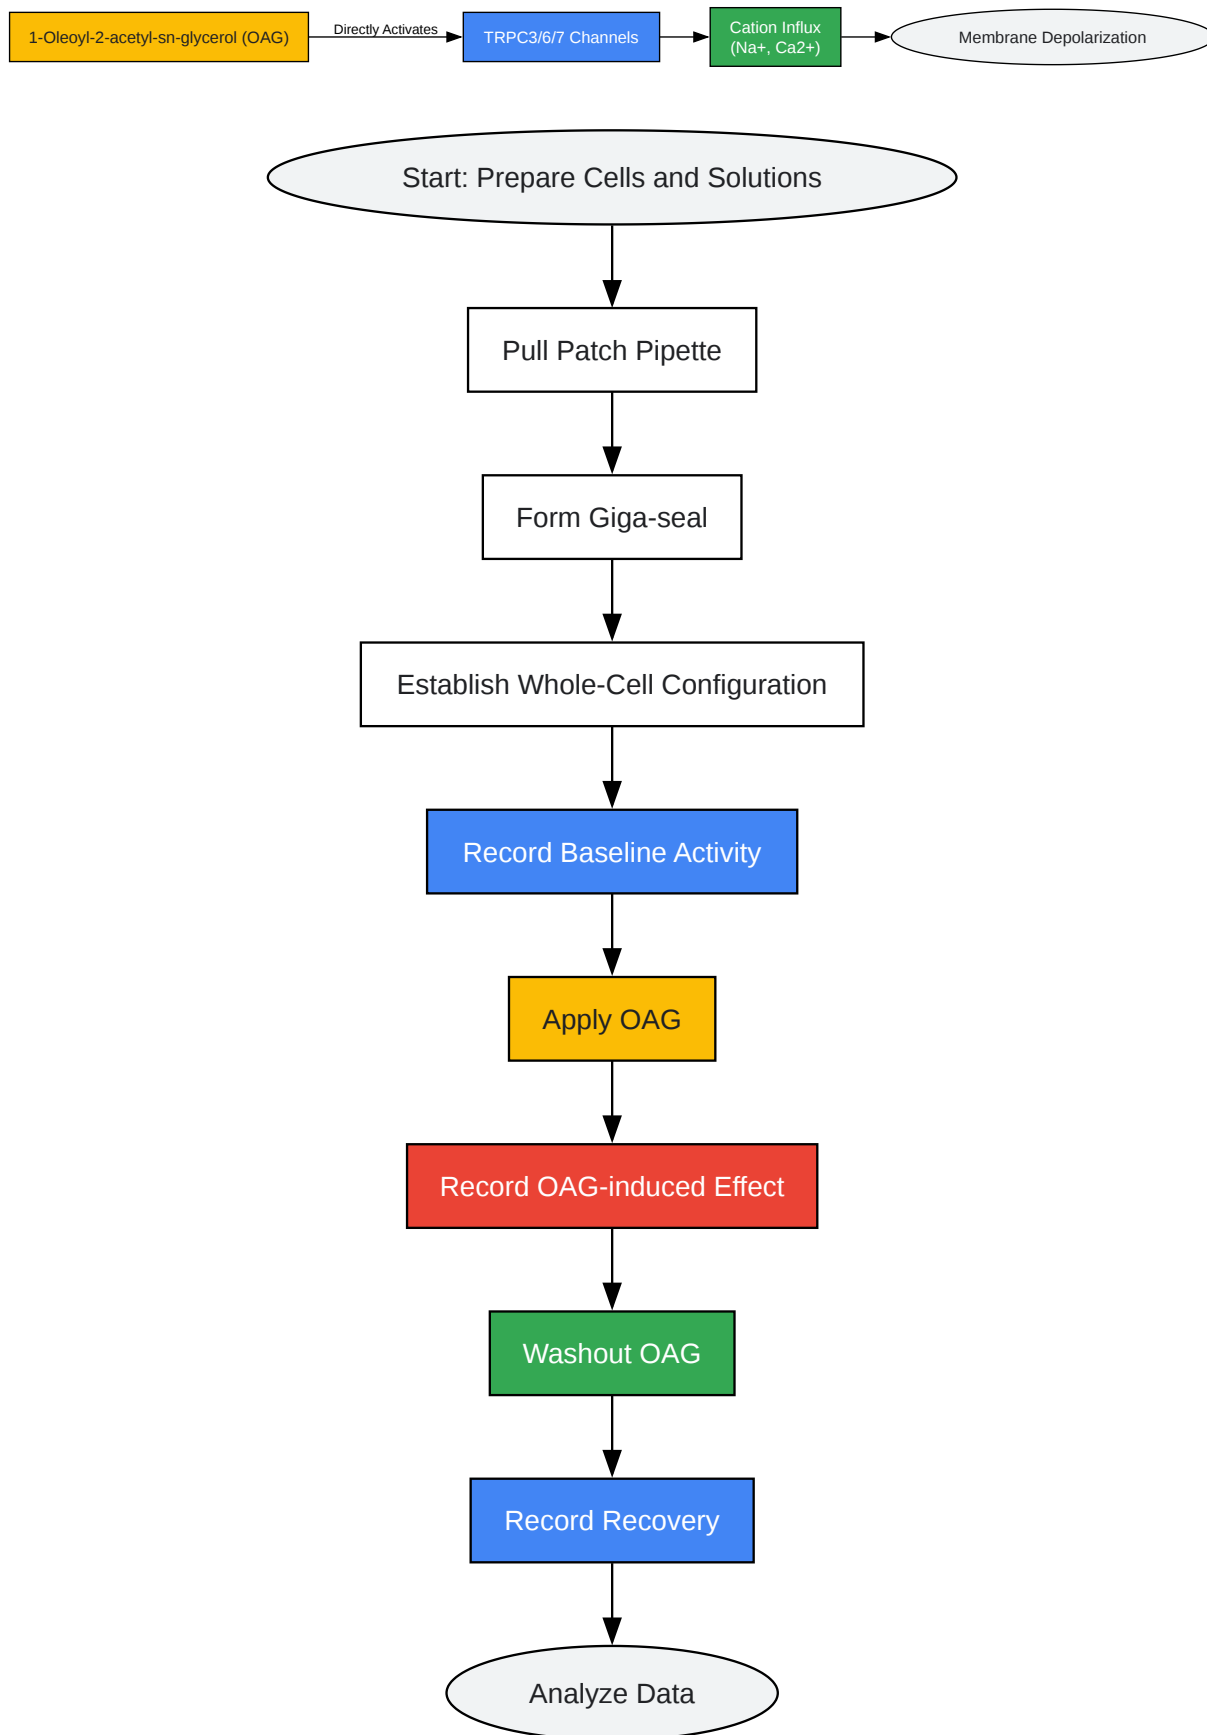 1-Oleoyl-2-acetyl-sn-glycerol (OAG)
Directly Activates
TRPC3/6/7 Channels
Cation Influx
(Na+, Ca2+)
Membrane Depolarization
Start: Prepare Cells and Solutions
Pull Patch Pipette
Form Giga-seal
Establish Whole-Cell Configuration
Record Baseline Activity
Apply OAG
Record OAG-induced Effect
Washout OAG
Record Recovery
Analyze Data